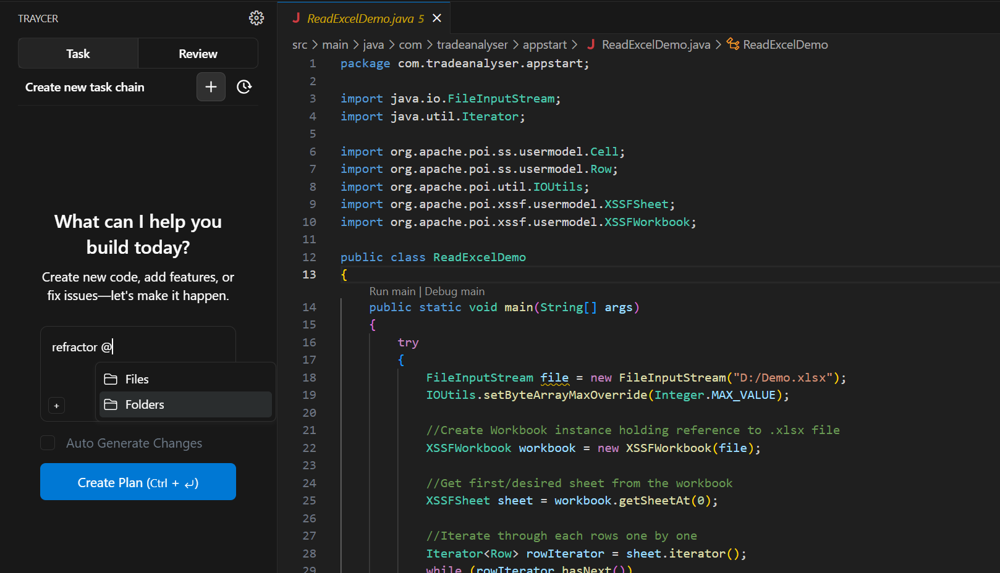 TRAYCER
Task
Review
Create new task chain
What can I help you
build today?
Create new code, add features, or
fix issues—let's make it happen.
refractor @
Files
Folders
+
Auto Generate Changes
Create Plan (Ctrl + ↵)
J ReadExcelDemo.java 5
src > main > java > com > tradeanalyser > appstart > J ReadExcelDemo.java > ReadExcelDemo
1 package com.tradeanalyser.appstart;
2
3 import java.io.FileInputStream;
4 import java.util.Iterator;
5
6 import org.apache.poi.ss.usermodel.Cell;
7 import org.apache.poi.ss.usermodel.Row;
8 import org.apache.poi.util.IOUtils;
9 import org.apache.poi.xssf.usermodel.XSSFSheet;
10 import org.apache.poi.xssf.usermodel.XSSFWorkbook;
11
12 public class ReadExcelDemo
13 {
Run main | Debug main
14 public static void main(String[] args)
15 {
16 try
17 {
18 FileInputStream file = new FileInputStream("D:/Demo.xlsx");
19 IOUtils.setByteArrayMaxOverride(Integer.MAX_VALUE);
20
21 //Create Workbook instance holding reference to .xlsx file
22 XSSFWorkbook workbook = new XSSFWorkbook(file);
23
24 //Get first/desired sheet from the workbook
25 XSSFSheet sheet = workbook.getSheetAt(0);
26
27 //Iterate through each rows one by one
28 Iterator<Row> rowIterator = sheet.iterator();
29 while (rowIterator.hasNext())